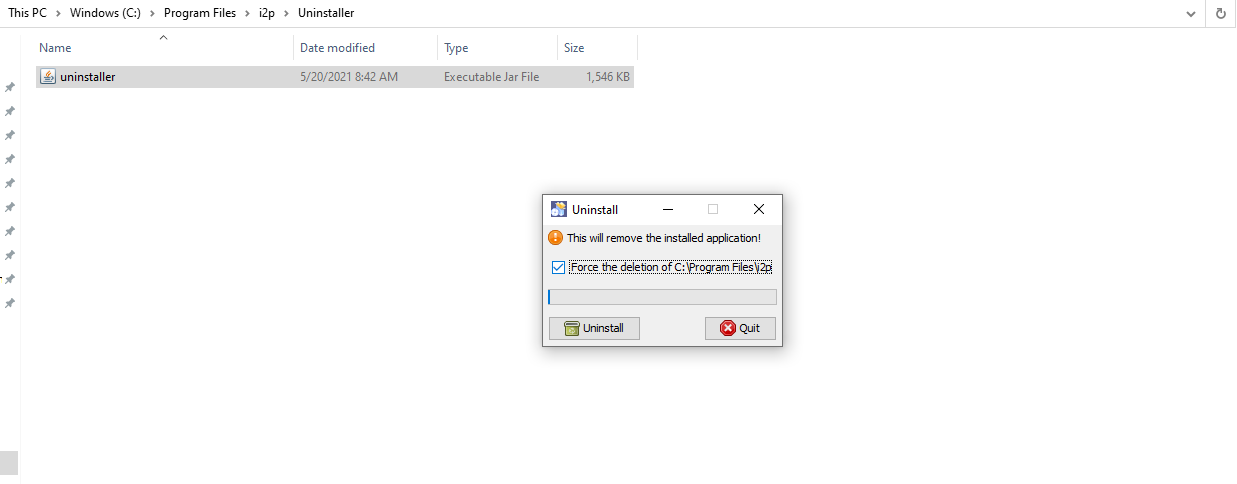 This PC > Windows (C:) > Program Files > i2p > Uninstaller
Name Date modified Type Size
uninstaller 5/20/2021 8:42 AM Executable Jar File 1,546 KB
Uninstall
This will remove the installed application!
Force the deletion of C:\Program Files\i2p
Uninstall Quit